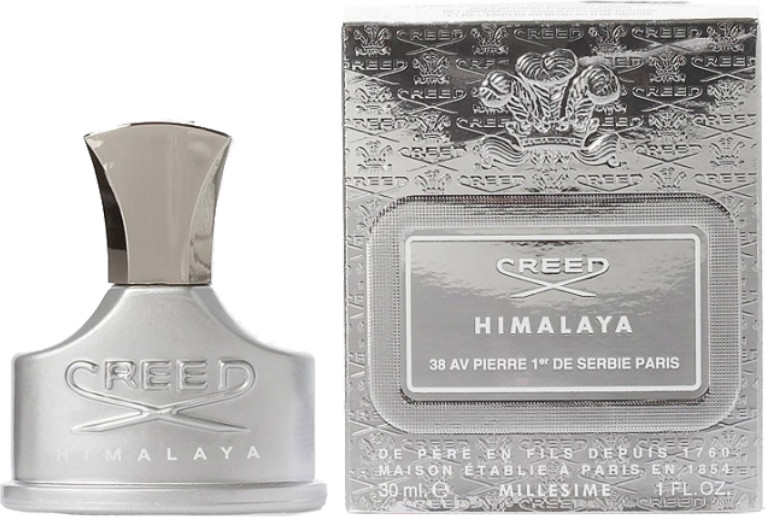 CREED
HIMALAYA
CREED
HIMALAYA
38 AV PIERRE 1er DE SERBIE PARIS
DE PÈRE EN FILS DEPUIS 1760
MAISON ÉTABLIE À PARIS EN 1854
30 ml. e MILLESIME 1 FL.OZ.